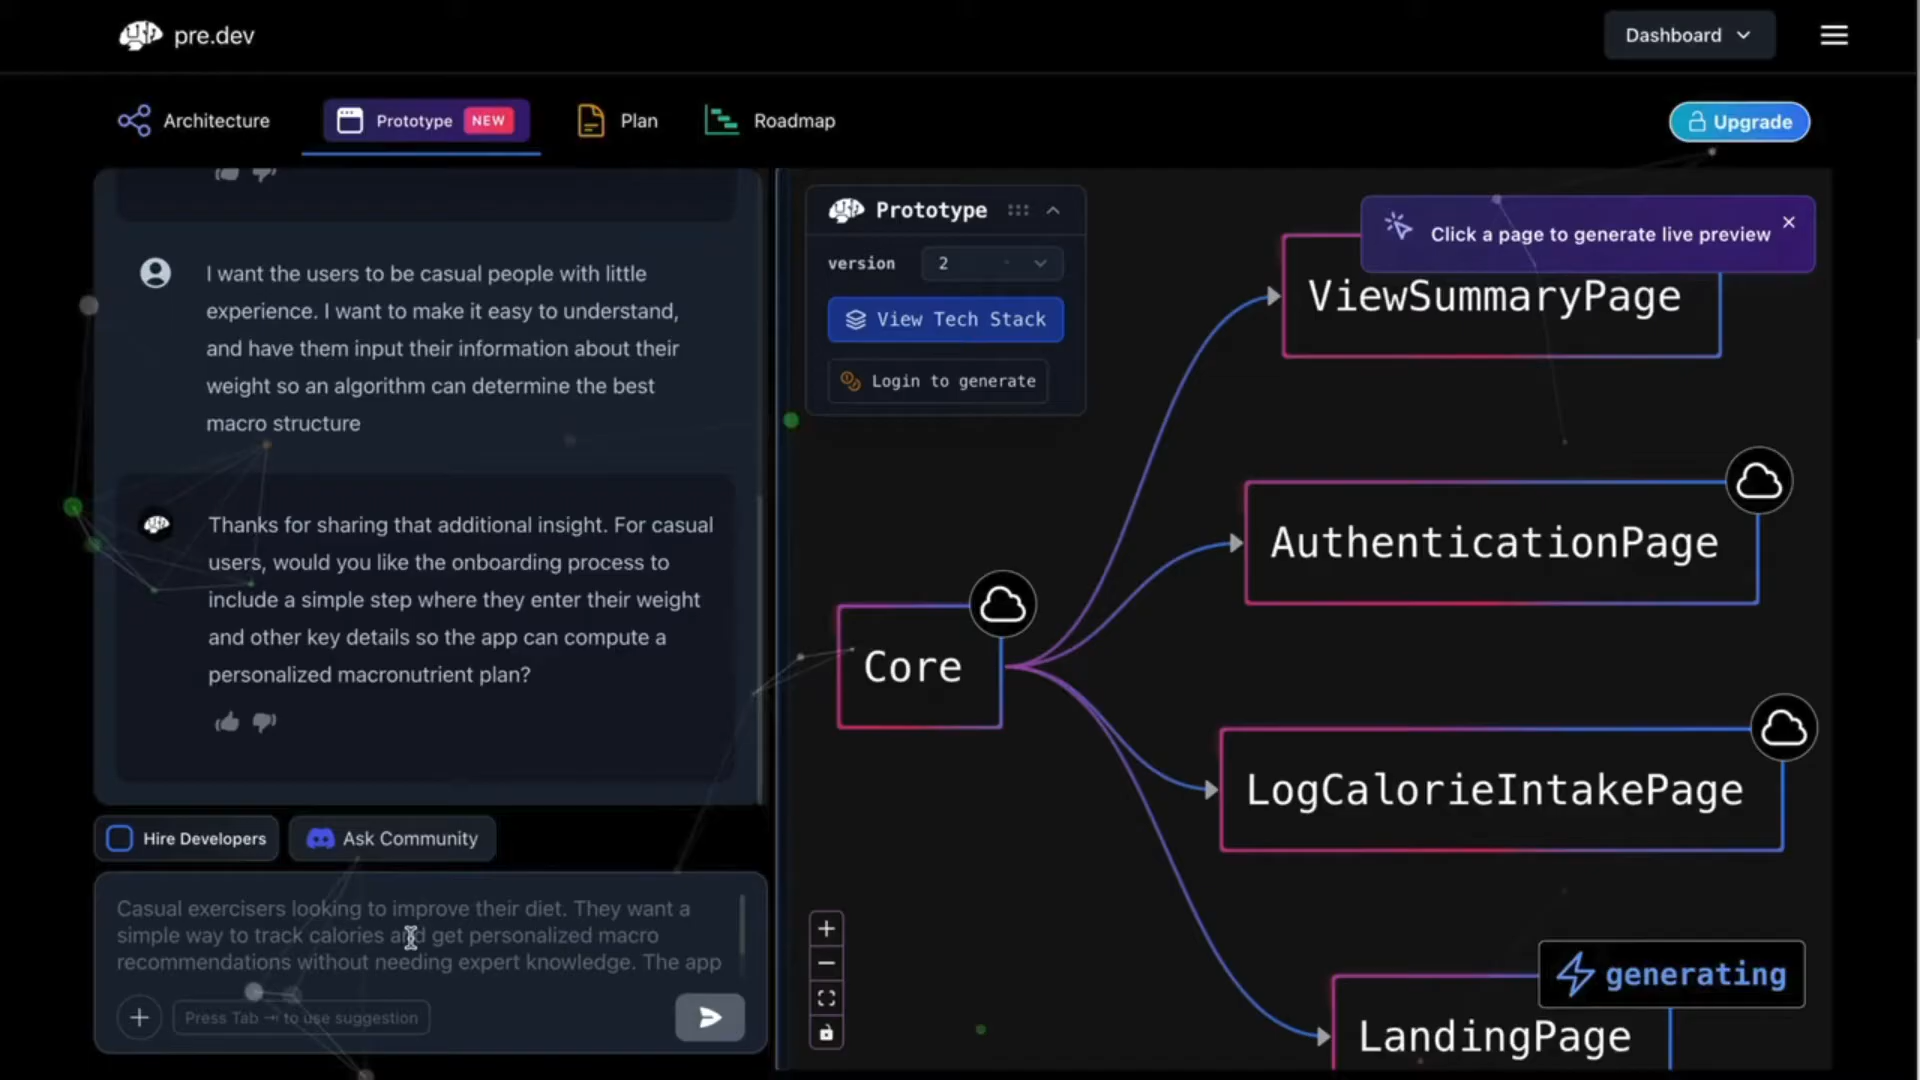 pre.dev
Dashboard
Architecture
Prototype NEW
Plan
Roadmap
Upgrade
I want the users to be casual people with little
experience. I want to make it easy to understand,
and have them input their information about their
weight so an algorithm can determine the best
macro structure
Thanks for sharing that additional insight. For casual
users, would you like the onboarding process to
include a simple step where they enter their weight
and other key details so the app can compute a
personalized macronutrient plan?
Hire Developers
Ask Community
Casual exercisers looking to improve their diet. They want a
simple way to track calories and get personalized macro
recommendations without needing expert knowledge. The app
Press Tab → to use suggestion
Prototype
version 2
View Tech Stack
Login to generate
Click a page to generate live preview
ViewSummaryPage
AuthenticationPage
Core
LogCalorieIntakePage
generating
LandingPage